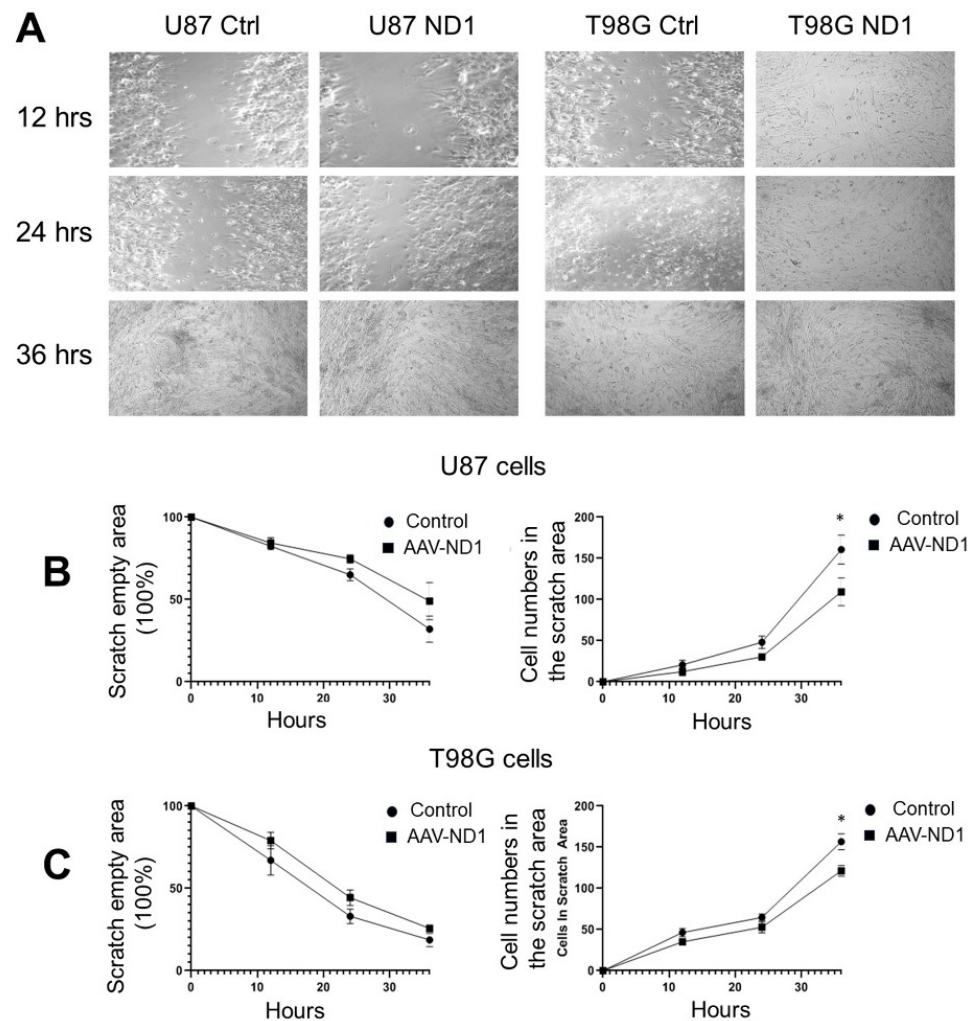 A
U87 Ctrl
U87 ND1
T98G Ctrl
T98G ND1
12 hrs
24 hrs
36 hrs
U87 cells
B
Scratch empty area
(100%)
100
50
0
0
10
20
30
Hours
Control
AAV-ND1
Cell numbers in
the scratch area
200
150
100
50
0
0
10
20
30
Hours
*
Control
AAV-ND1
T98G cells
C
Scratch empty area
(100%)
100
50
0
0
10
20
30
Hours
Control
AAV-ND1
Cell numbers in
the scratch area
Cells In Scratch Area
200
150
100
50
0
0
10
20
30
Hours
*
Control
AAV-ND1